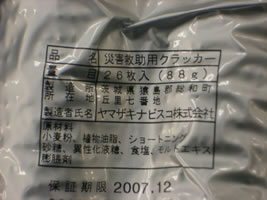 品 名 災害救助用クラッカー
量 目 26枚入(88g)
製造所 茨城県猿島郡総和町
所在地 丘里七番地
製造者氏名 ヤマザキナビスコ株式会社
原材料
小麦粉、植物油脂、ショートニング
砂糖、異性化液糖、食塩、モルトエキス
膨脹剤
保証期限 2007.12